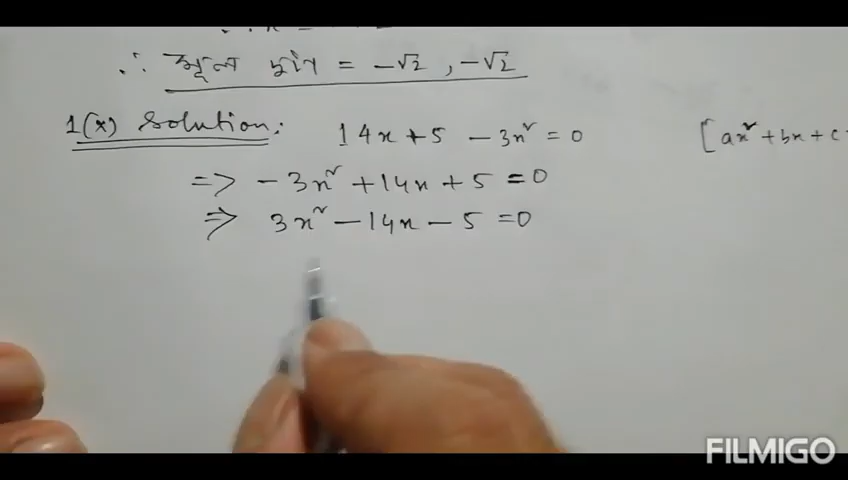 ∴ মূল দ্বয় = -√2, -√2
1(x) Solution: 14x + 5 - 3x² = 0 [ax² + bx + c
=> -3x² + 14x + 5 = 0
=> 3x² - 14x - 5 = 0
FILMIGO